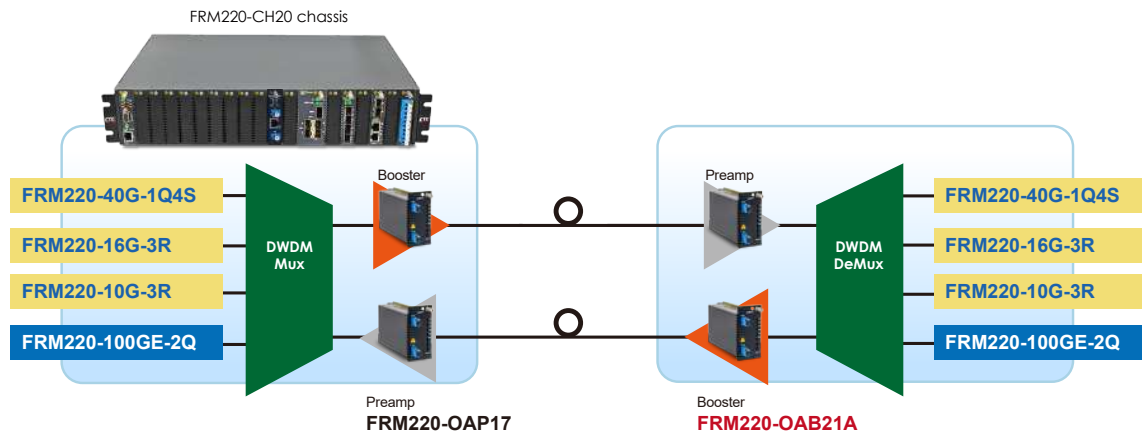 FRM220-CH20 chassis
Booster
Preamp
FRM220-40G-1Q4S
FRM220-16G-3R
FRM220-10G-3R
FRM220-100GE-2Q
DWDM
Mux
DWDM
DeMux
FRM220-40G-1Q4S
FRM220-16G-3R
FRM220-10G-3R
FRM220-100GE-2Q
Preamp
FRM220-OAP17
Booster
FRM220-OAB21A